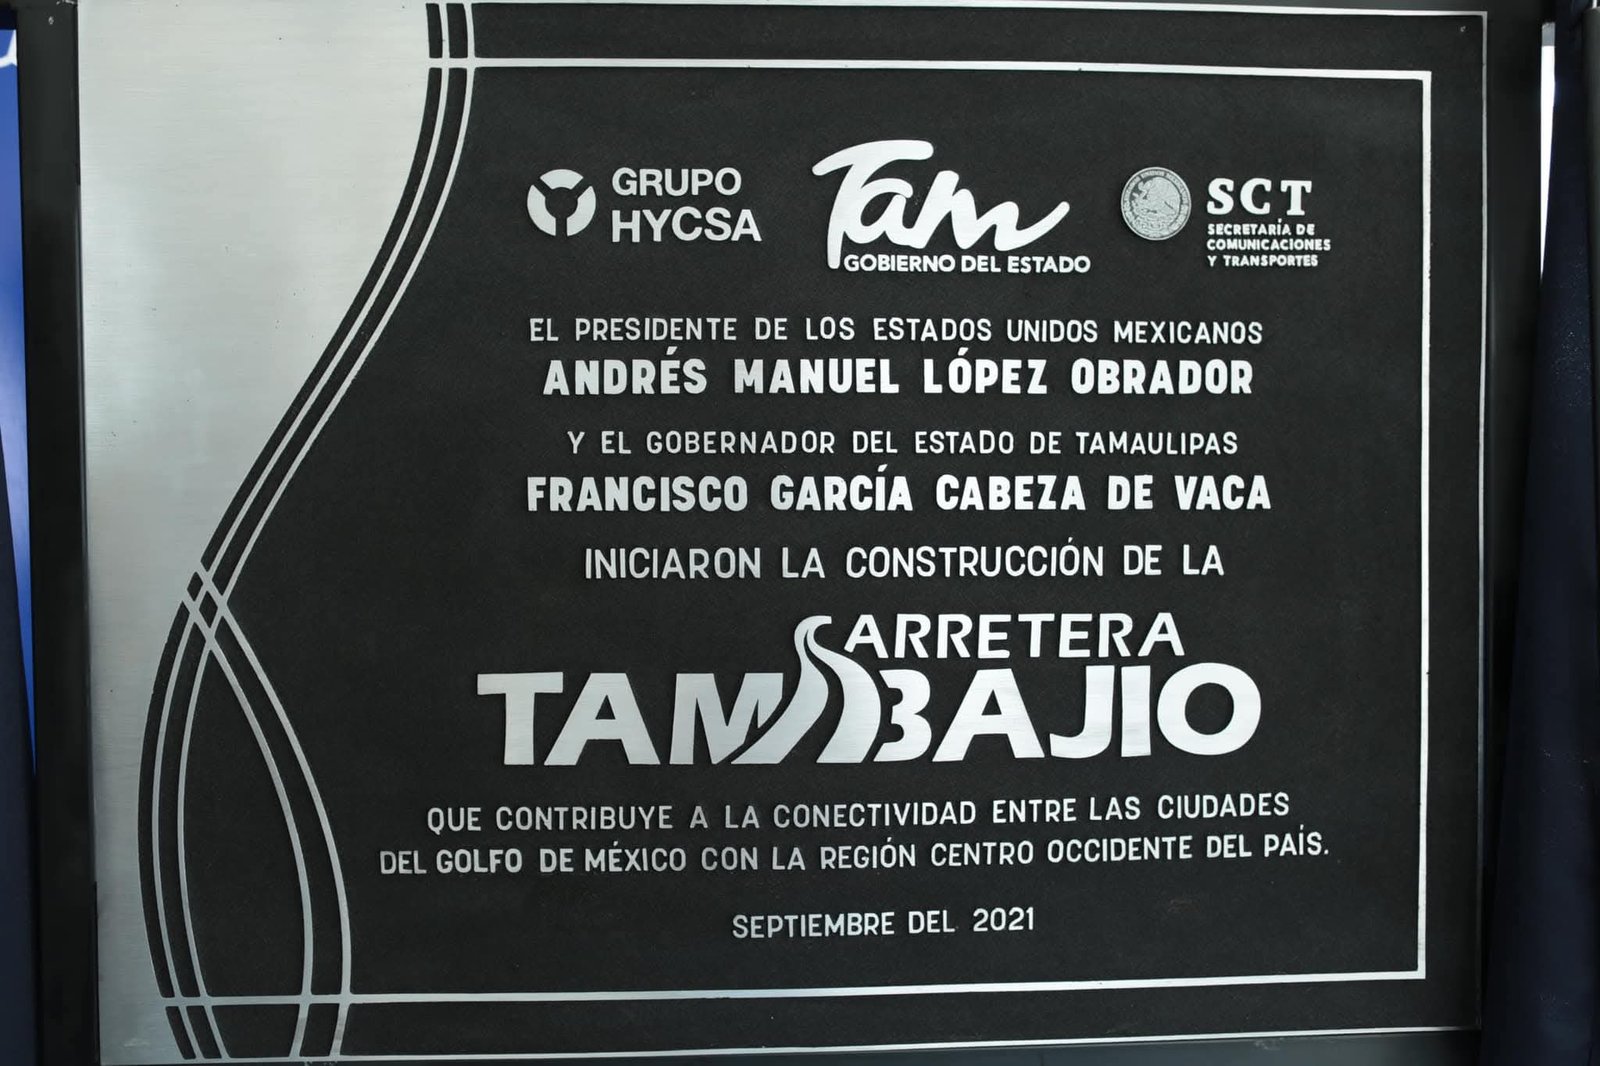 GRUPO
HYCSA
Tam
GOBIERNO DEL ESTADO
SCT
SECRETARÍA DE
COMUNICACIONES
Y TRANSPORTES
EL PRESIDENTE DE LOS ESTADOS UNIDOS MEXICANOS
ANDRÉS MANUEL LÓPEZ OBRADOR
Y EL GOBERNADOR DEL ESTADO DE TAMAULIPAS
FRANCISCO GARCÍA CABEZA DE VACA
INICIARON LA CONSTRUCCIÓN DE LA
CARRETERA
TAM BAJIO
QUE CONTRIBUYE A LA CONECTIVIDAD ENTRE LAS CIUDADES
DEL GOLFO DE MÉXICO CON LA REGIÓN CENTRO OCCIDENTE DEL PAÍS.
SEPTIEMBRE DEL 2021